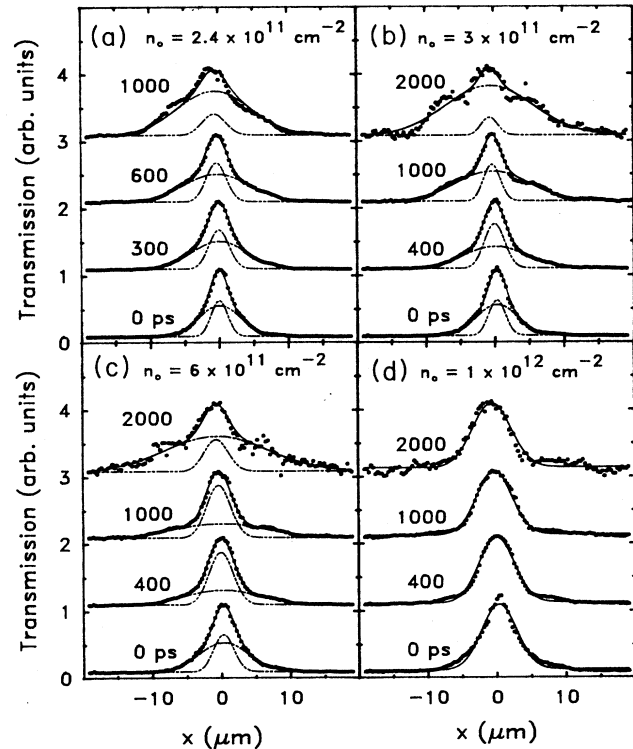 (a) n₀ = 2.4 × 10¹¹ cm⁻²
(b) n₀ = 3 × 10¹¹ cm⁻²
Transmission (arb. units)
4
3
2
1
0
1000
600
300
0 ps
2000
1000
400
0 ps
(c) n₀ = 6 × 10¹¹ cm⁻²
(d) n₀ = 1 × 10¹² cm⁻²
Transmission (arb. units)
4
3
2
1
0
2000
1000
400
0 ps
2000
1000
400
0 ps
−10 0 10
−10 0 10
x (μm)
x (μm)